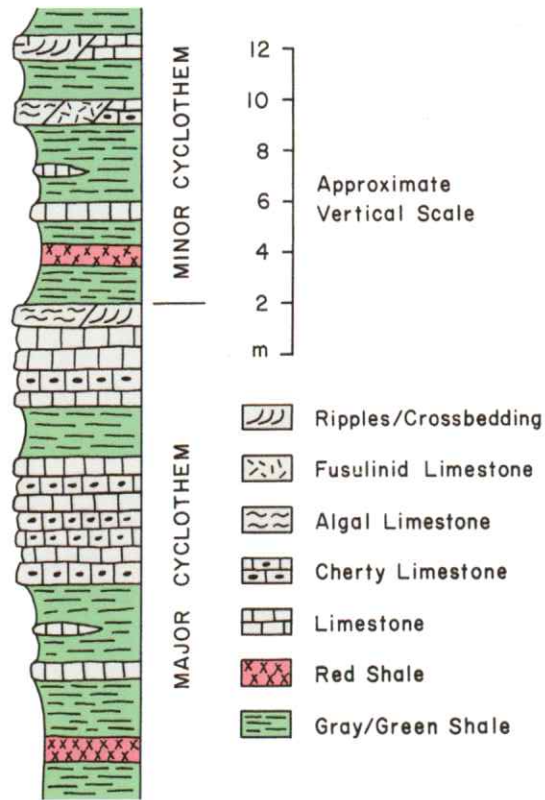 MINOR CYCLOTHEM
MAJOR CYCLOTHEM
12
10
8
6
4
2
m
Approximate
Vertical Scale
Ripples/Crossbedding
Fusulinid Limestone
Algal Limestone
Cherty Limestone
Limestone
Red Shale
Gray/Green Shale